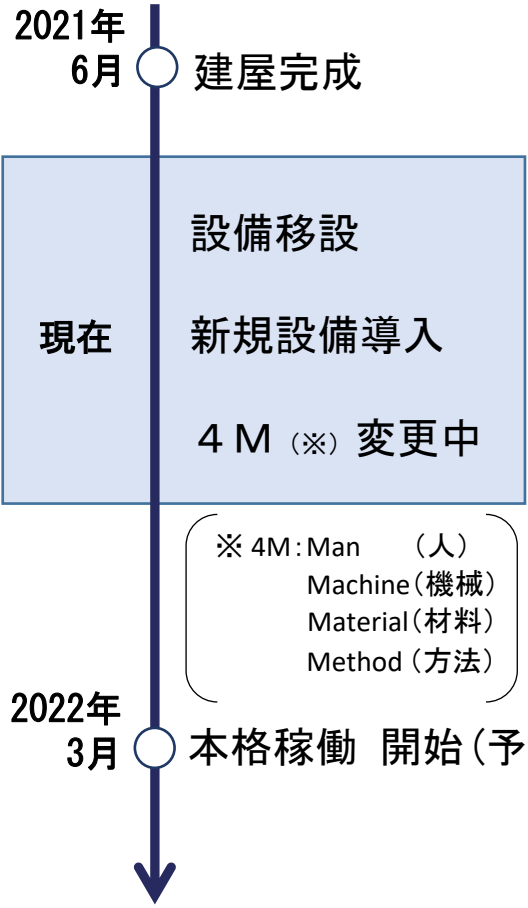 2021年
6月 建屋完成
設備移設
現在 新規設備導入
４Ｍ（※）変更中
※ 4M：Man （人）
Machine（機械）
Material（材料）
Method（方法）
2022年
3月 本格稼働 開始（予